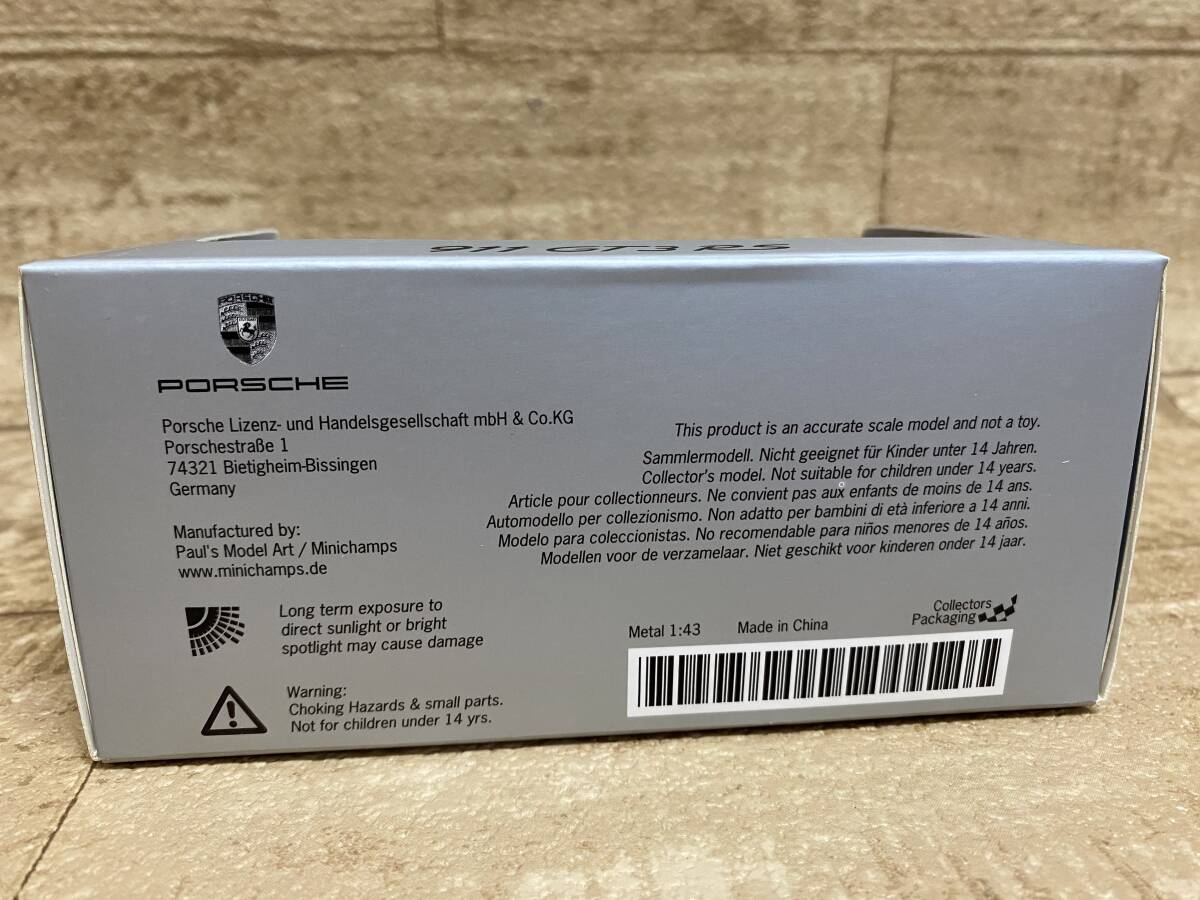 911 GT3 RS
PORSCHE
PORSCHE
Porsche Lizenz- und Handelsgesellschaft mbH & Co.KG
Porschestraße 1
74321 Bietigheim-Bissingen
Germany
Manufactured by:
Paul's Model Art / Minichamps
www.minichamps.de
Long term exposure to
direct sunlight or bright
spotlight may cause damage
Warning:
Choking Hazards & small parts.
Not for children under 14 yrs.
This product is an accurate scale model and not a toy.
Sammlermodell. Nicht geeignet für Kinder unter 14 Jahren.
Collector's model. Not suitable for children under 14 years.
Article pour collectionneurs. Ne convient pas aux enfants de moins de 14 ans.
Automodello per collezionismo. Non adatto per bambini di età inferiore a 14 anni.
Modelo para coleccionistas. No recomendable para niños menores de 14 años.
Modellen voor de verzamelaar. Niet geschikt voor kinderen onder 14 jaar.
Collectors
Packaging
Metal 1:43 Made in China